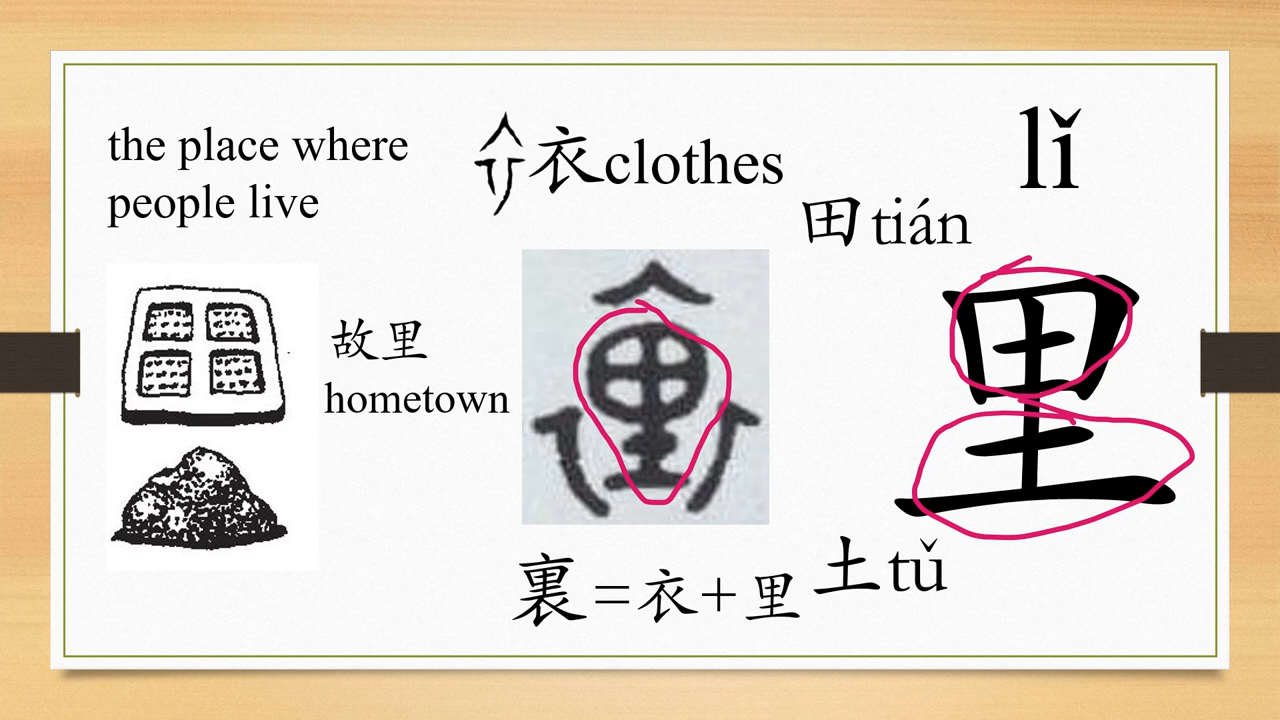 the place where
people live
衣clothes
lǐ
田tián
里
故里
hometown
裏=衣+里
土tǔ